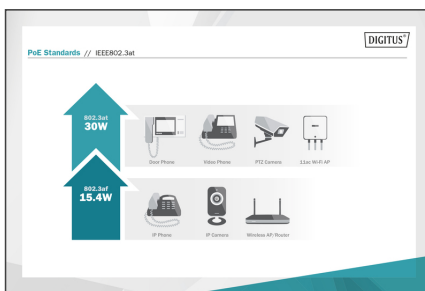 DIGITUS®
PoE Standards // IEEE802.3at
802.3at
30W
Door Phone
Video Phone
PTZ Camera
11ac Wi-Fi AP
802.3af
15.4W
IP Phone
IP Camera
Wireless AP/Router